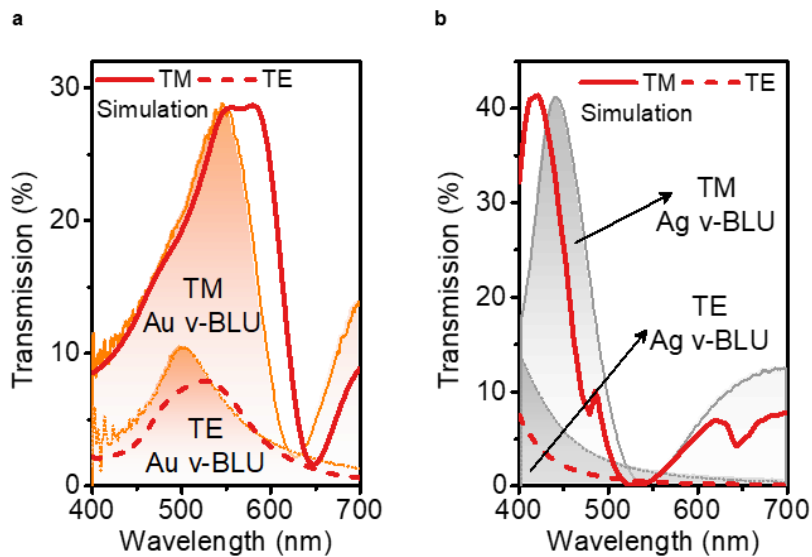 a
30
20
10
0
Transmission (%)
TM TE
Simulation
TM
Au v-BLU
TE
Au v-BLU
400 500 600 700
Wavelength (nm)
b
40
30
20
10
0
Transmission (%)
TM TE
Simulation
TM
Ag v-BLU
TE
Ag v-BLU
400 500 600 700
Wavelength (nm)